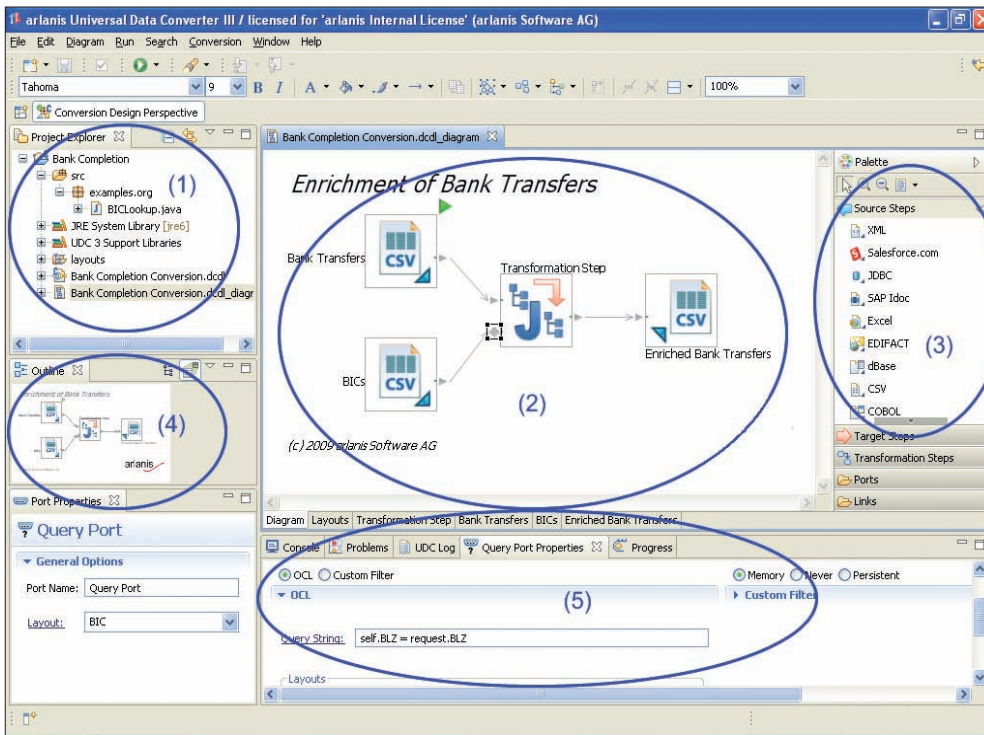 arlanis Universal Data Converter III / licensed for 'arlanis Internal License' (arlanis Software AG)
File Edit Diagram Run Search Conversion Window Help
Tahoma 9 B I A 100%
Conversion Design Perspective
Project Explorer
Bank Completion
src
(1)
examples.org
BICLookup.java
JRE System Library [jre6]
UDC 3 Support Libraries
layouts
Bank Completion Conversion.dcdl
Bank Completion Conversion.dcdl_diagr
Outline
Enrichment of Bank Transfers
(4)
arlanis
Port Properties
Query Port
General Options
Port Name: Query Port
Layout: BIC
Bank Completion Conversion.dcdl_diagram
Enrichment of Bank Transfers
Bank Transfers
CSV
Transformation Step
CSV
Enriched Bank Transfers
BICs
CSV
(2)
(c) 2009 arlanis Software AG
Diagram Layouts Transformation Step Bank Transfers BICs Enriched Bank Transfers
Palette
Source Steps
XML
Salesforce.com
JDBC
SAP Idoc
Excel
EDIFACT
(3)
dBase
CSV
COBOL
Target Steps
Transformation Steps
Ports
Links
Console Problems UDC Log Query Port Properties Progress
OCL Custom Filter Memory Never Persistent
OCL Custom Filter
(5)
Query String: self.BLZ = request.BLZ
Layouts